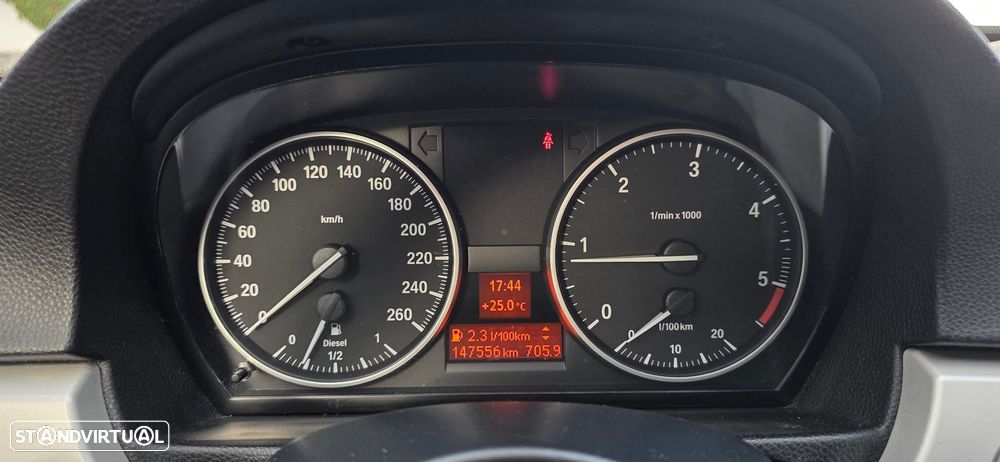 0 20 40 60 80 100 120 140 160 180 200 220 240 260
km/h
0 1/2 1
Diesel
17:44
+25.0 °C
2.3 l/100km
147556 km 705.9
0 1 2 3 4 5
1/min x 1000
l/100 km
0 10 20
STANDVIRTUAL